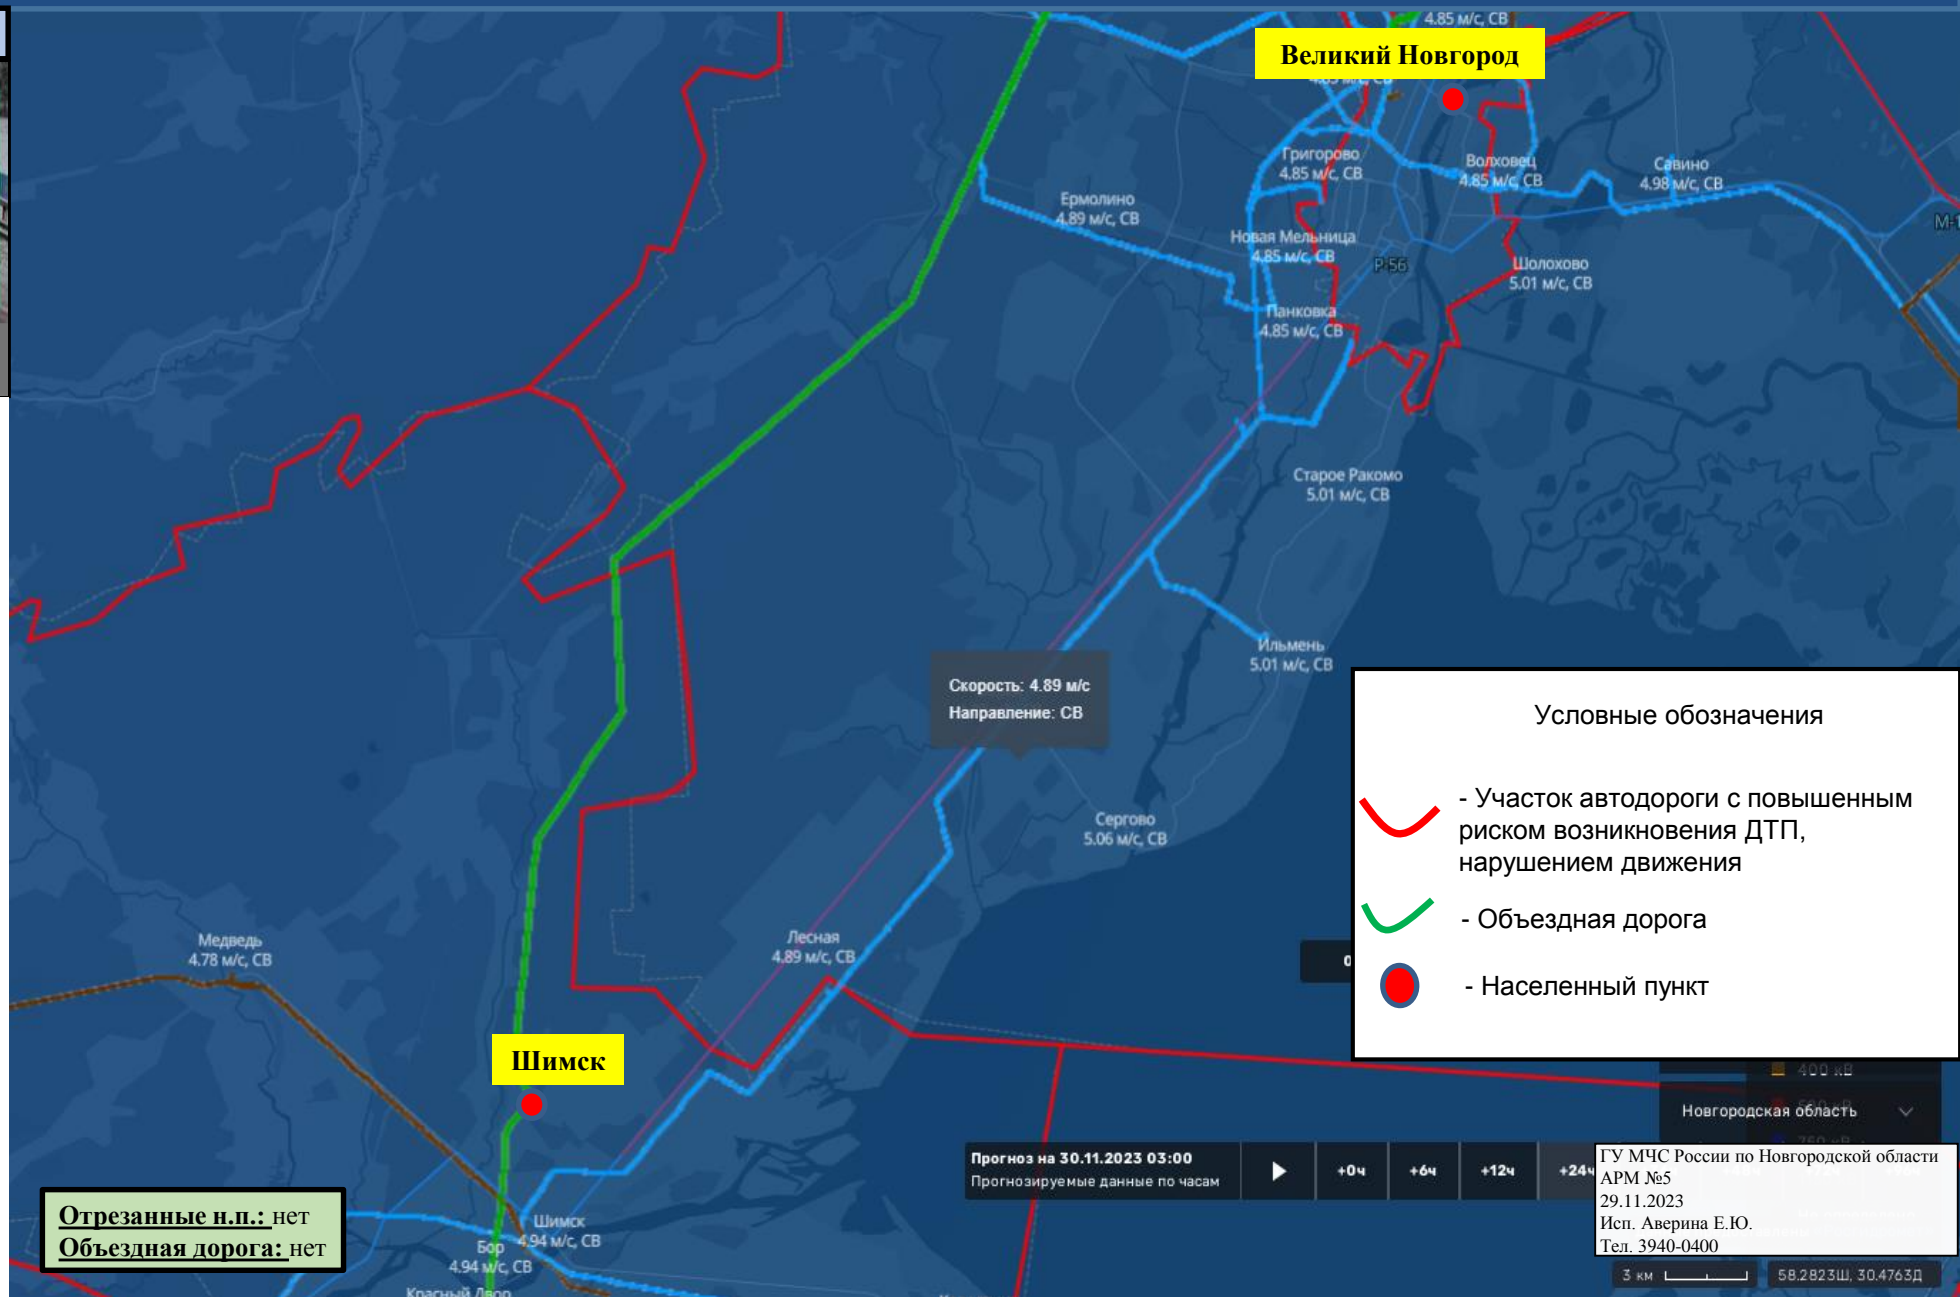 4.85 м/с, СВ
Великий Новгород
Григорово
4.85 м/с, СВ
Волховец
4.85 м/с, СВ
Савино
4.98 м/с, СВ
Ермолино
4.89 м/с, СВ
М-1
Новая Мельница
4.85 м/с, СВ
Р-56
Шолохово
5.01 м/с, СВ
Панковка
4.85 м/с, СВ
Старое Ракомо
5.01 м/с, СВ
Ильмень
5.01 м/с, СВ
Скорость: 4.89 м/с
Направление: СВ
Сергово
5.06 м/с, СВ
Условные обозначения
- Участок автодороги с повышенным
риском возникновения ДТП,
нарушением движения
- Объездная дорога
- Населенный пункт
Медведь
4.78 м/с, СВ
Лесная
4.89 м/с, СВ
Шимск
400 кВ
Новгородская область
Прогноз на 30.11.2023 03:00
Прогнозируемые данные по часам
+0ч
+6ч
+12ч
+24ч
ГУ МЧС России по Новгородской области
АРМ №5
29.11.2023
Исп. Аверина Е.Ю.
Тел. 3940-0400
Отрезанные н.п.: нет
Объездная дорога: нет
Шимск
4.94 м/с, СВ
Бор
4.94 м/с, СВ
Красный Двор
3 км
58.2823Ш, 30.4763Д